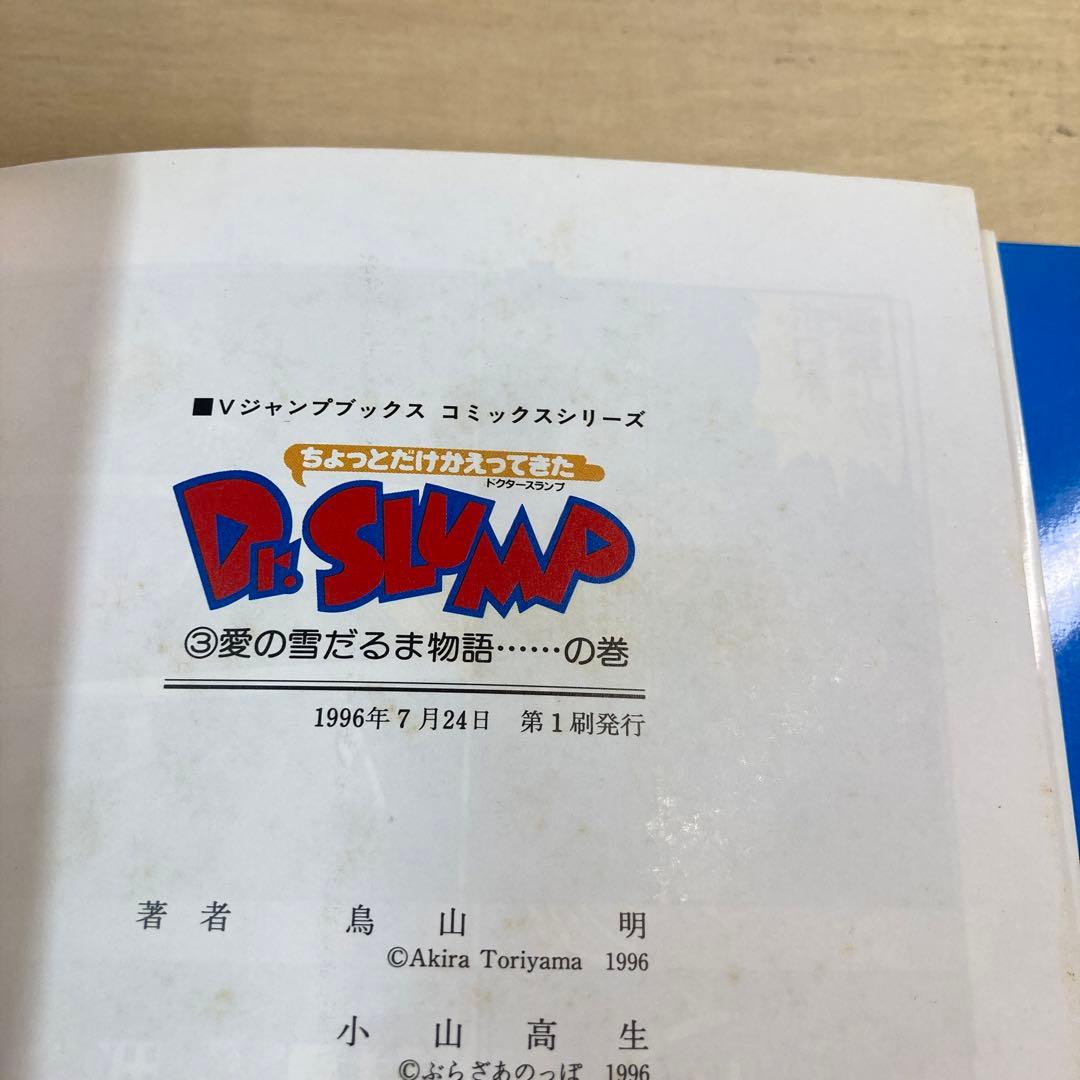 ■Vジャンプブックス コミックスシリーズ
ちょっとだけかえってきた
ドクタースランプ
Dr.SLUMP
③愛の雪だるま物語……の巻
1996年7月24日 第1刷発行
著者 鳥山 明
©Akira Toriyama 1996
小山高生
©ぶらざあのっぽ 1996